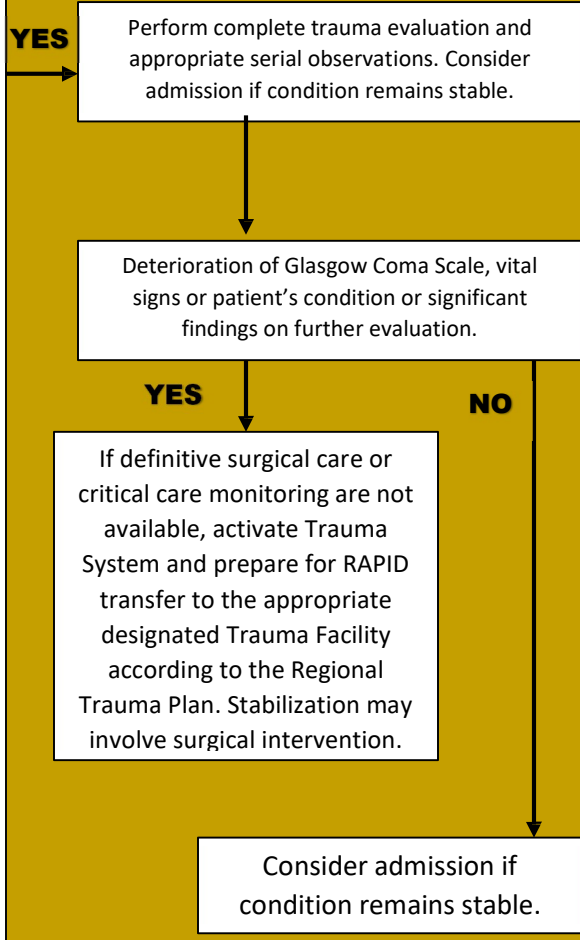 YES
Perform complete trauma evaluation and
appropriate serial observations. Consider
admission if condition remains stable.
Deterioration of Glasgow Coma Scale, vital
signs or patient’s condition or significant
findings on further evaluation.
YES
NO
If definitive surgical care or
critical care monitoring are not
available, activate Trauma
System and prepare for RAPID
transfer to the appropriate
designated Trauma Facility
according to the Regional
Trauma Plan. Stabilization may
involve surgical intervention.
Consider admission if
condition remains stable.